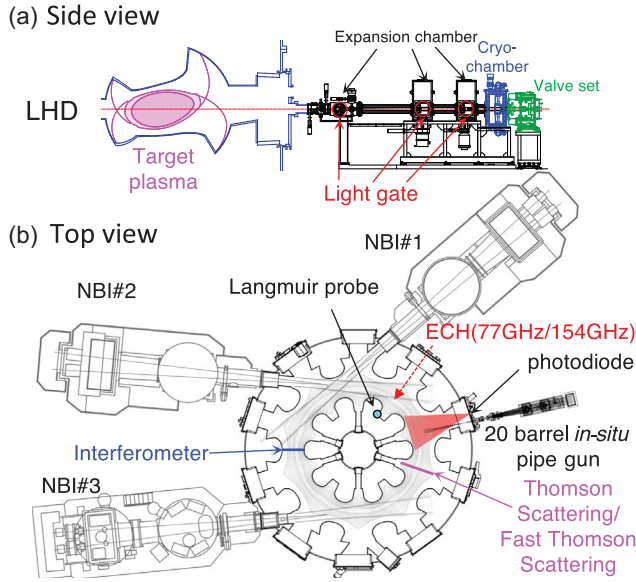 (a) Side view
Expansion chamber
Cryo-
chamber
Valve set
LHD
Target
plasma
Light gate
(b) Top view
NBI#1
NBI#2
Langmuir probe
ECH(77GHz/154GHz)
photodiode
20 barrel in-situ
pipe gun
Interferometer
NBI#3
Thomson
Scattering/
Fast Thomson
Scattering